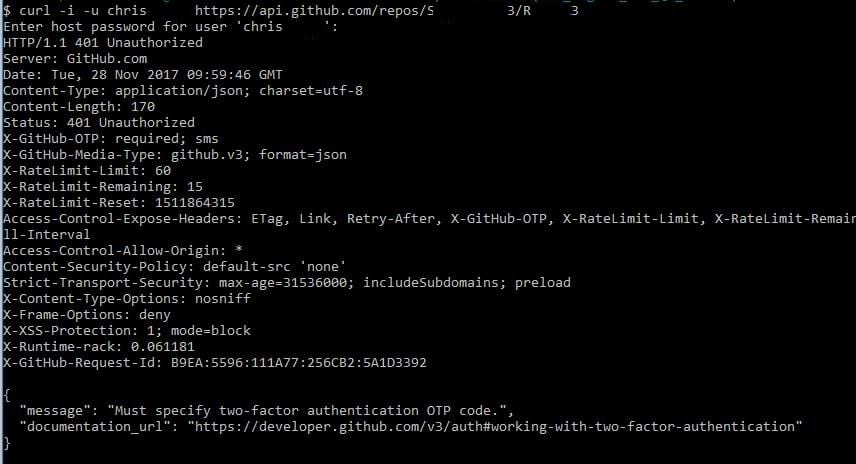 $ curl -i -u chris https://api.github.com/repos/S 3/R 3
Enter host password for user 'chris ':
HTTP/1.1 401 Unauthorized
Server: GitHub.com
Date: Tue, 28 Nov 2017 09:59:46 GMT
Content-Type: application/json; charset=utf-8
Content-Length: 170
Status: 401 Unauthorized
X-GitHub-OTP: required; sms
X-GitHub-Media-Type: github.v3; format=json
X-RateLimit-Limit: 60
X-RateLimit-Remaining: 15
X-RateLimit-Reset: 1511864315
Access-Control-Expose-Headers: ETag, Link, Retry-After, X-GitHub-OTP, X-RateLimit-Limit, X-RateLimit-Remain
ll-Interval
Access-Control-Allow-Origin: *
Content-Security-Policy: default-src 'none'
Strict-Transport-Security: max-age=31536000; includeSubdomains; preload
X-Content-Type-Options: nosniff
X-Frame-Options: deny
X-XSS-Protection: 1; mode=block
X-Runtime-rack: 0.061181
X-GitHub-Request-Id: B9EA:5596:111A77:256CB2:5A1D3392
{
"message": "Must specify two-factor authentication OTP code.",
"documentation_url": "https://developer.github.com/v3/auth#working-with-two-factor-authentication"
}